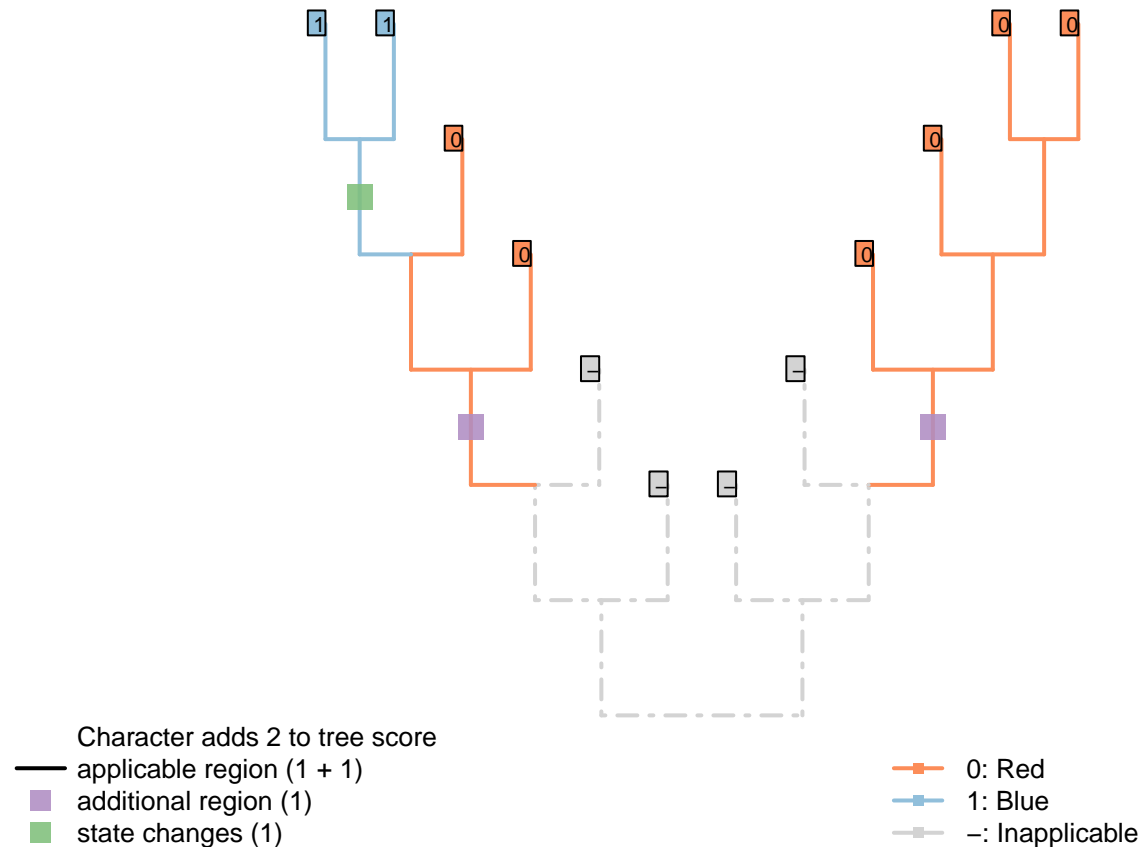 1 1 0 0
0 0
0 0
– –
– –
Character adds 2 to tree score
applicable region (1 + 1)
additional region (1)
state changes (1)
0: Red
1: Blue
–: Inapplicable